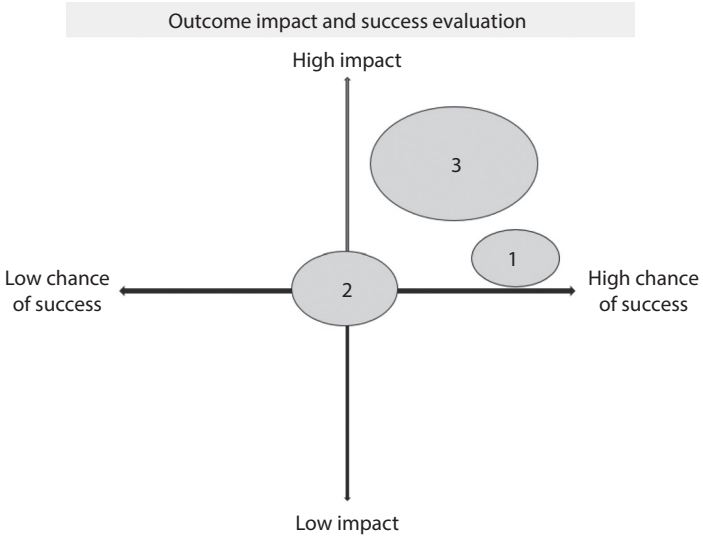 Outcome impact and success evaluation
High impact
3
1
Low chance
of success
2
High chance
of success
Low impact